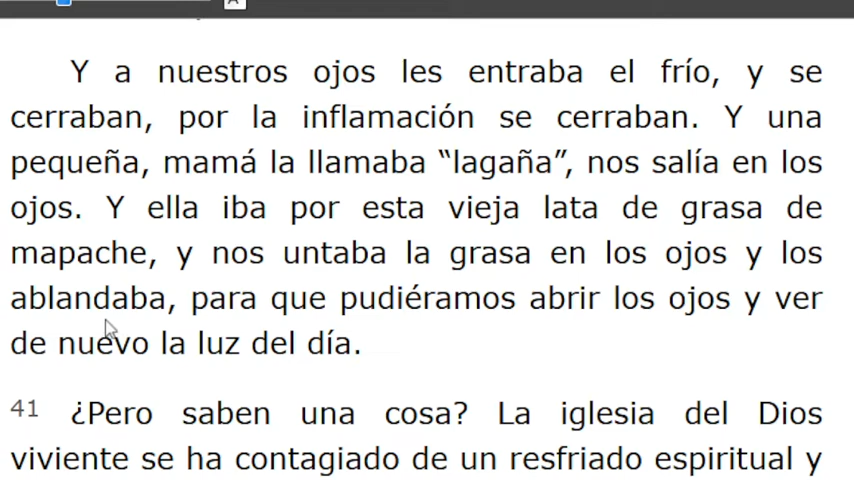 Y a nuestros ojos les entraba el frío, y se
cerraban, por la inflamación se cerraban. Y una
pequeña, mamá la llamaba “lagaña”, nos salía en los
ojos. Y ella iba por esta vieja lata de grasa de
mapache, y nos untaba la grasa en los ojos y los
ablandaba, para que pudiéramos abrir los ojos y ver
de nuevo la luz del día.
41 ¿Pero saben una cosa? La iglesia del Dios
viviente se ha contagiado de un resfriado espiritual y